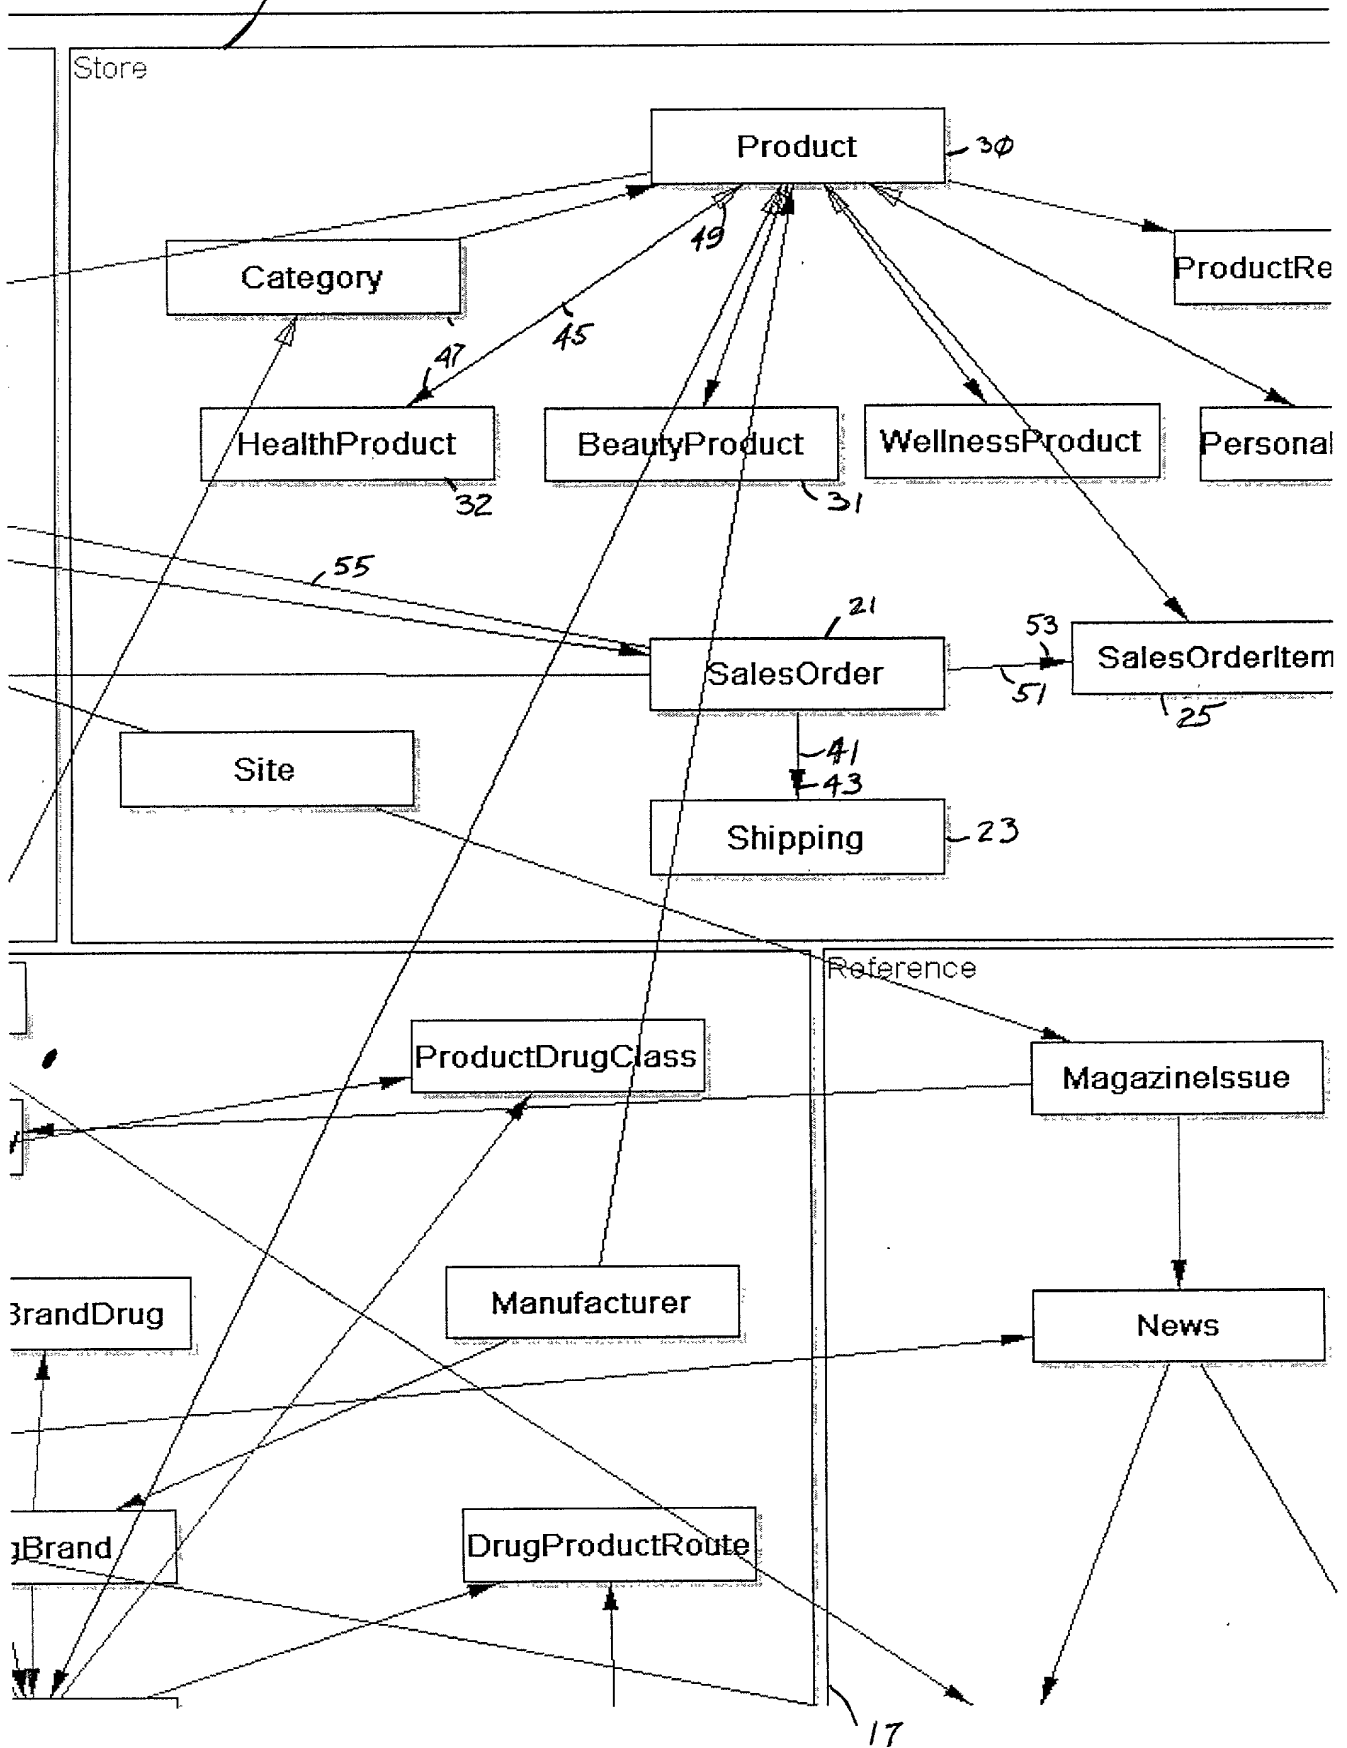 Store
Product
30
49
Category
ProductRe
45
47
HealthProduct
BeautyProduct
WellnessProduct
Personal
32
31
55
21
53
SalesOrder
SalesOrderItem
51
25
Site
41
43
Shipping
23
Reference
ProductDrugClass
MagazineIssue
BrandDrug
Manufacturer
News
gBrand
DrugProductRoute
17